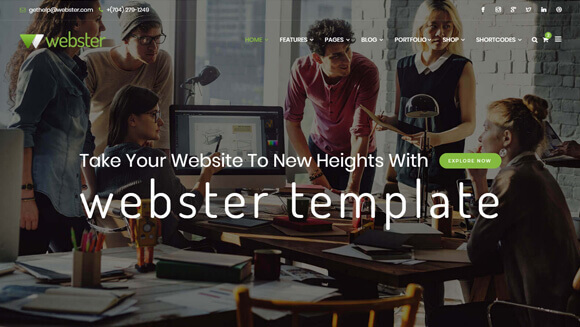 gethelp@webster.com +(704) 279-1249
webster
HOME FEATURES PAGES BLOG PORTFOLIO SHOP SHORTCODES
Take Your Website To New Heights With
EXPLORE NOW
webster template